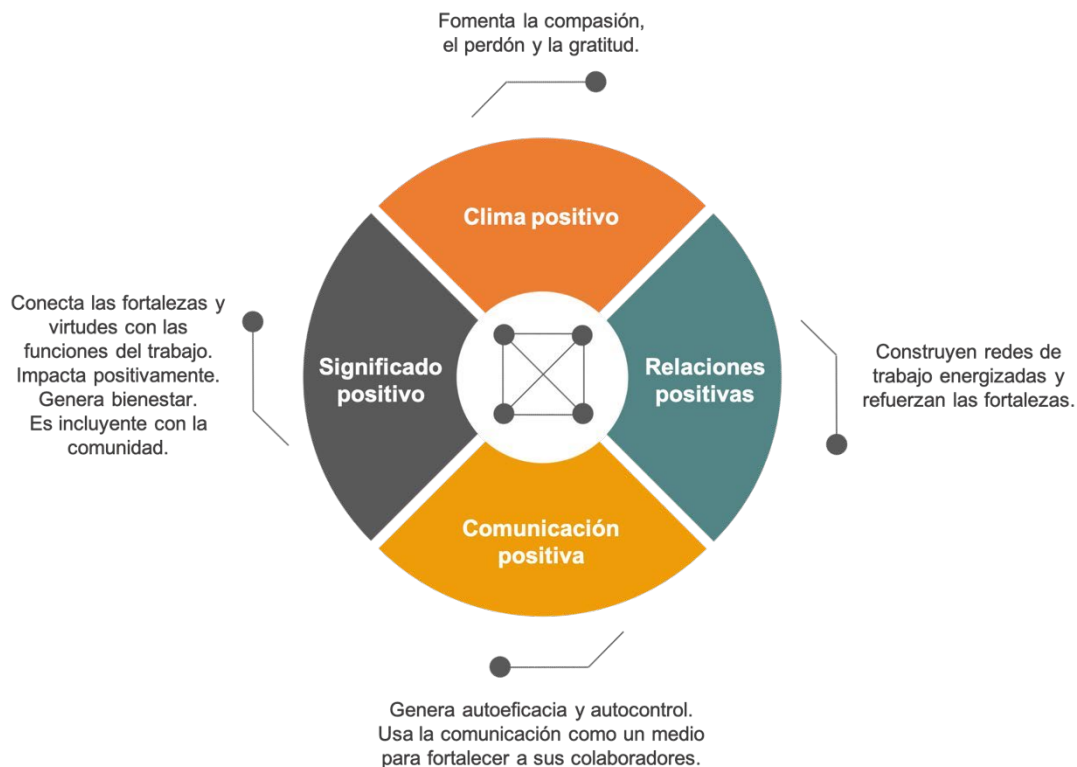 Fomenta la compasión,
el perdón y la gratitud.
Clima positivo
Conecta las fortalezas y
virtudes con las
funciones del trabajo.
Impacta positivamente.
Genera bienestar.
Es incluyente con la
comunidad.
Significado
positivo
Relaciones
positivas
Construyen redes de
trabajo energizadas y
refuerzan las fortalezas.
Comunicación
positiva
Genera autoeficacia y autocontrol.
Usa la comunicación como un medio
para fortalecer a sus colaboradores.